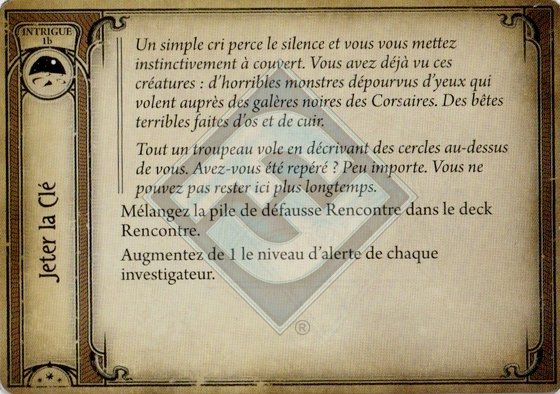 INTRIGUE
1b
Jeter la Clé
Un simple cri perce le silence et vous vous mettez
instinctivement à couvert. Vous avez déjà vu ces
créatures : d'horribles monstres dépourvus d'yeux qui
volent auprès des galères noires des Corsaires. Des bêtes
terribles faites d'os et de cuir.
Tout un troupeau vole en décrivant des cercles au-dessus
de vous. Avez-vous été repéré ? Peu importe. Vous ne
pouvez pas rester ici plus longtemps.
Mélangez la pile de défausse Rencontre dans le deck
Rencontre.
Augmentez de 1 le niveau d'alerte de chaque
investigateur.
®